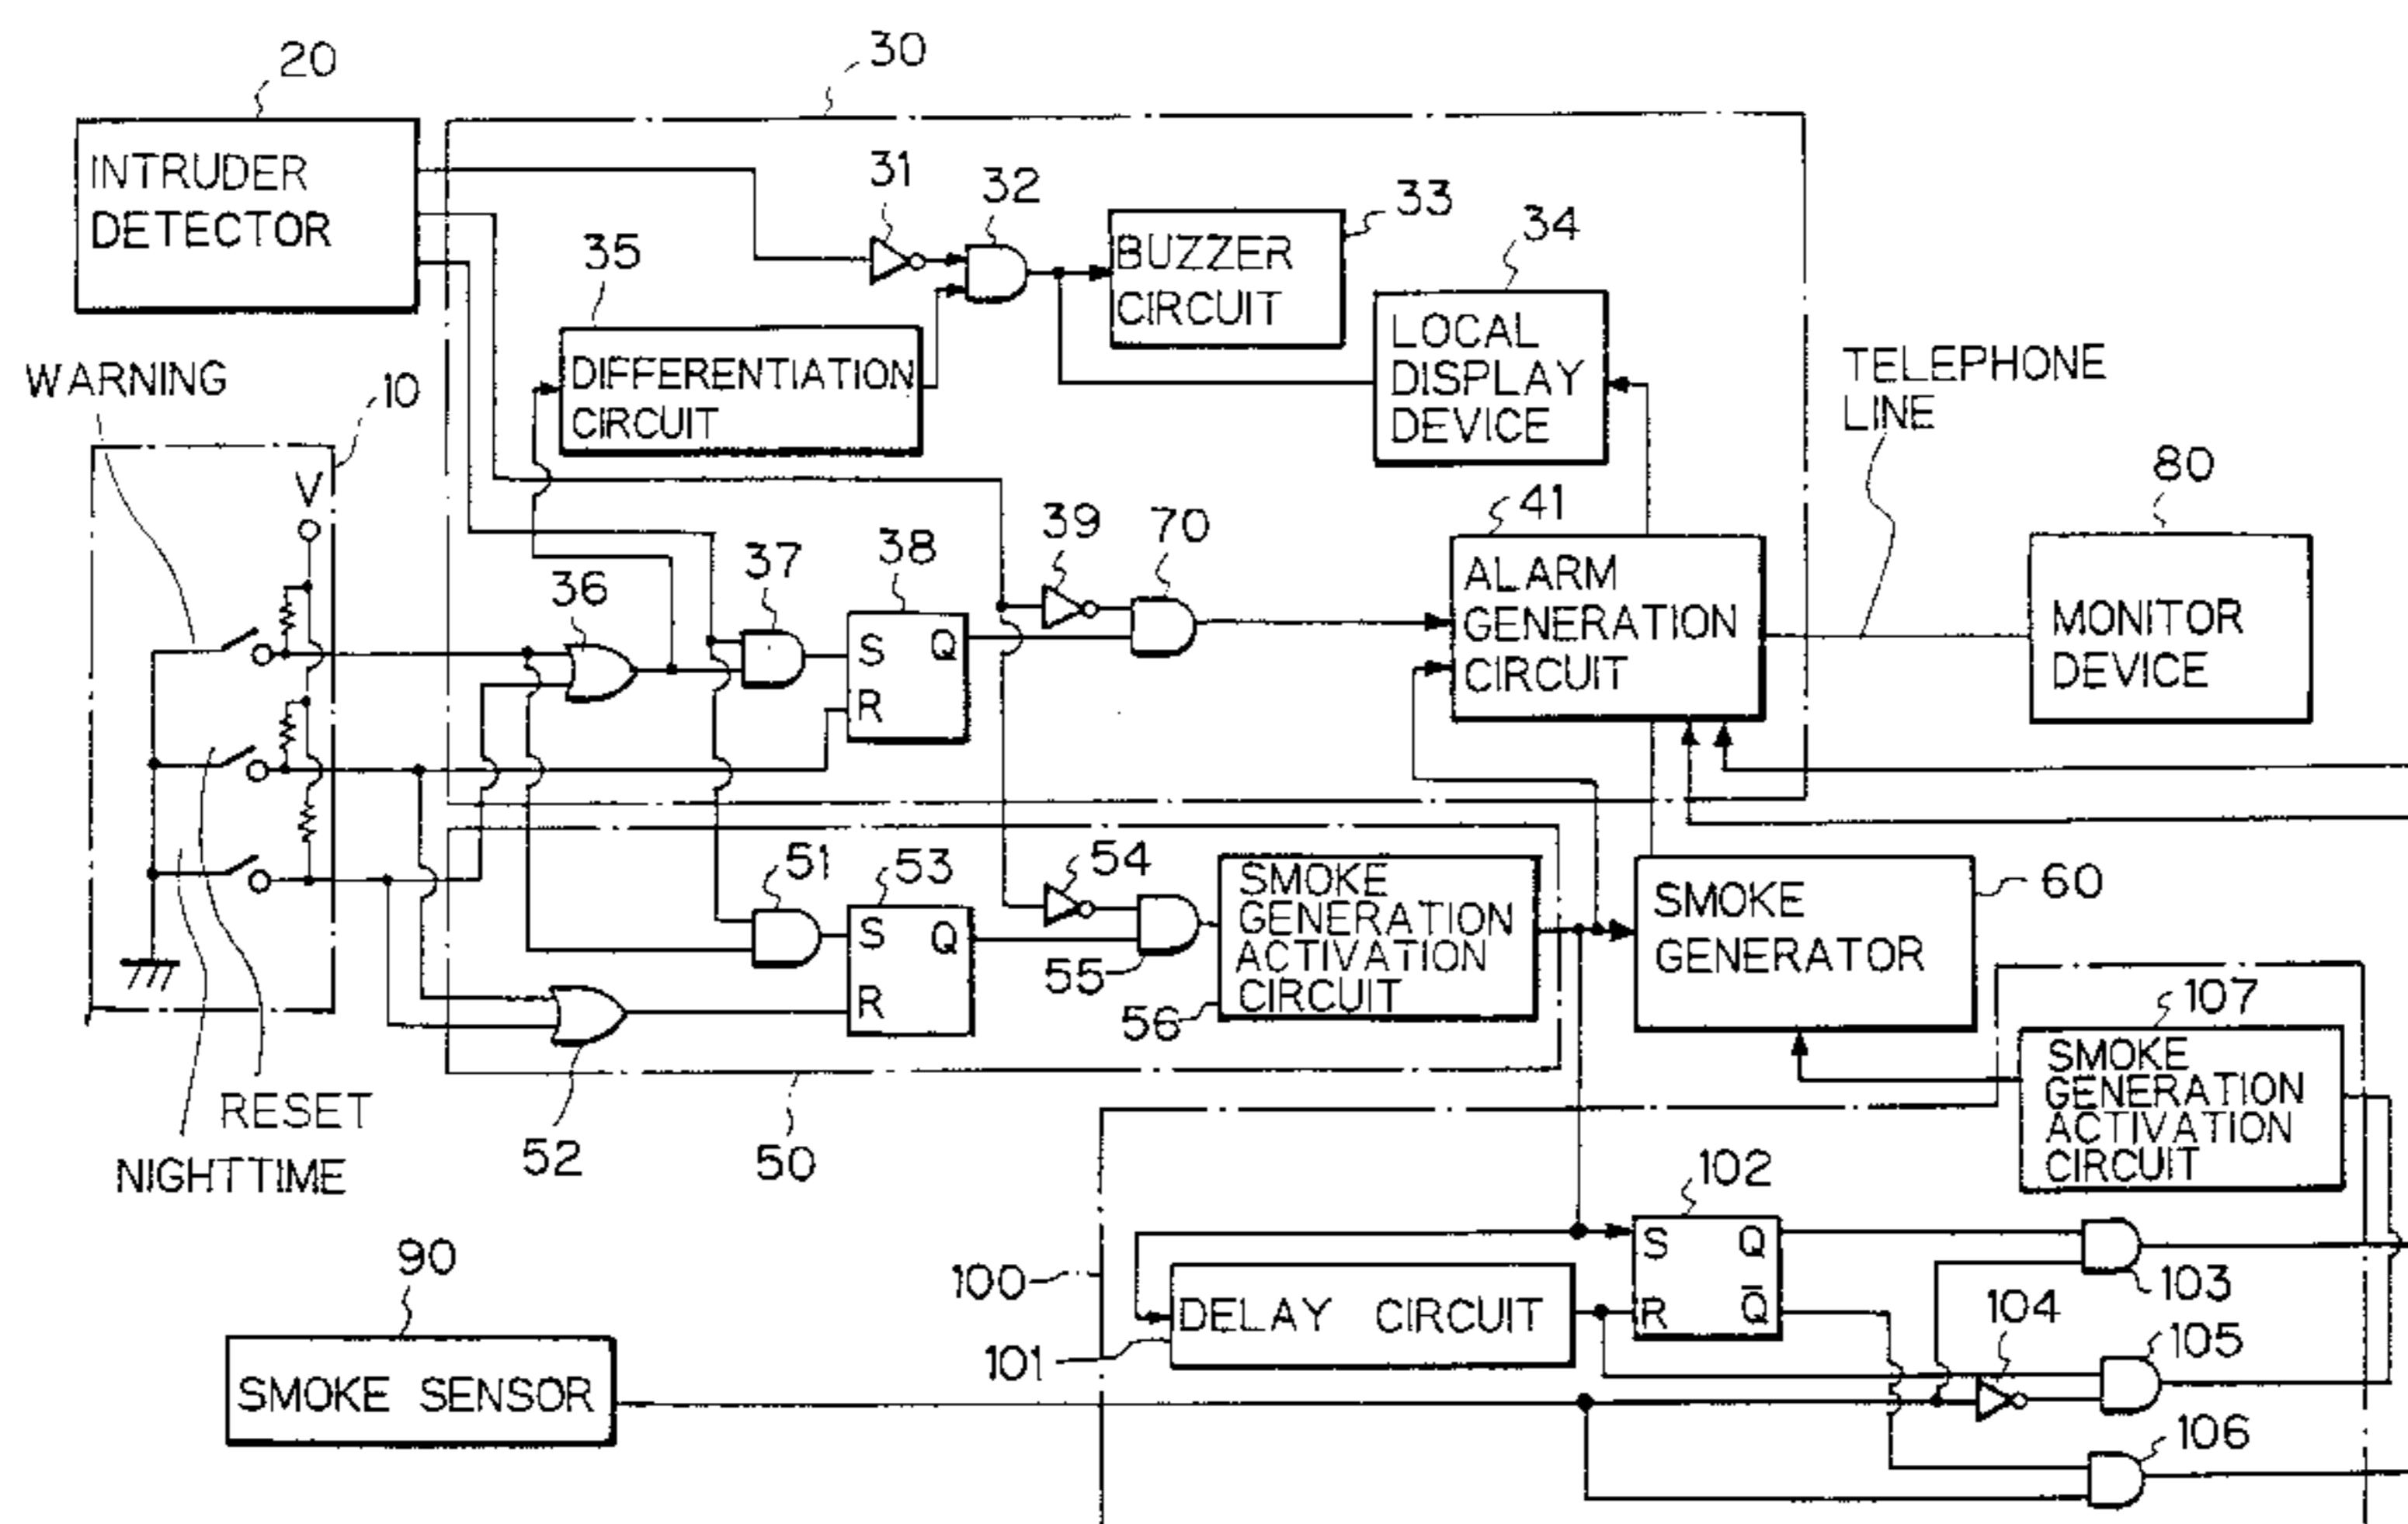 20
30
INTRUDER
DETECTOR
31
32
33
BUZZER
CIRCUIT
34
35
LOCAL
DISPLAY
DEVICE
DIFFERENTIATION
CIRCUIT
WARNING
10
TELEPHONE
LINE
V
80
MONITOR
DEVICE
41
ALARM
GENERATION
CIRCUIT
39
70
38
S
Q
R
37
36
51
53
S
Q
R
54
55
SMOKE
GENERATION
ACTIVATION
CIRCUIT
56
60
SMOKE
GENERATOR
107
SMOKE
GENERATION
ACTIVATION
CIRCUIT
RESET
NIGHTTIME
52
50
102
S
Q
R
Q̅
103
104
105
106
100
DELAY CIRCUIT
101
90
SMOKE SENSOR